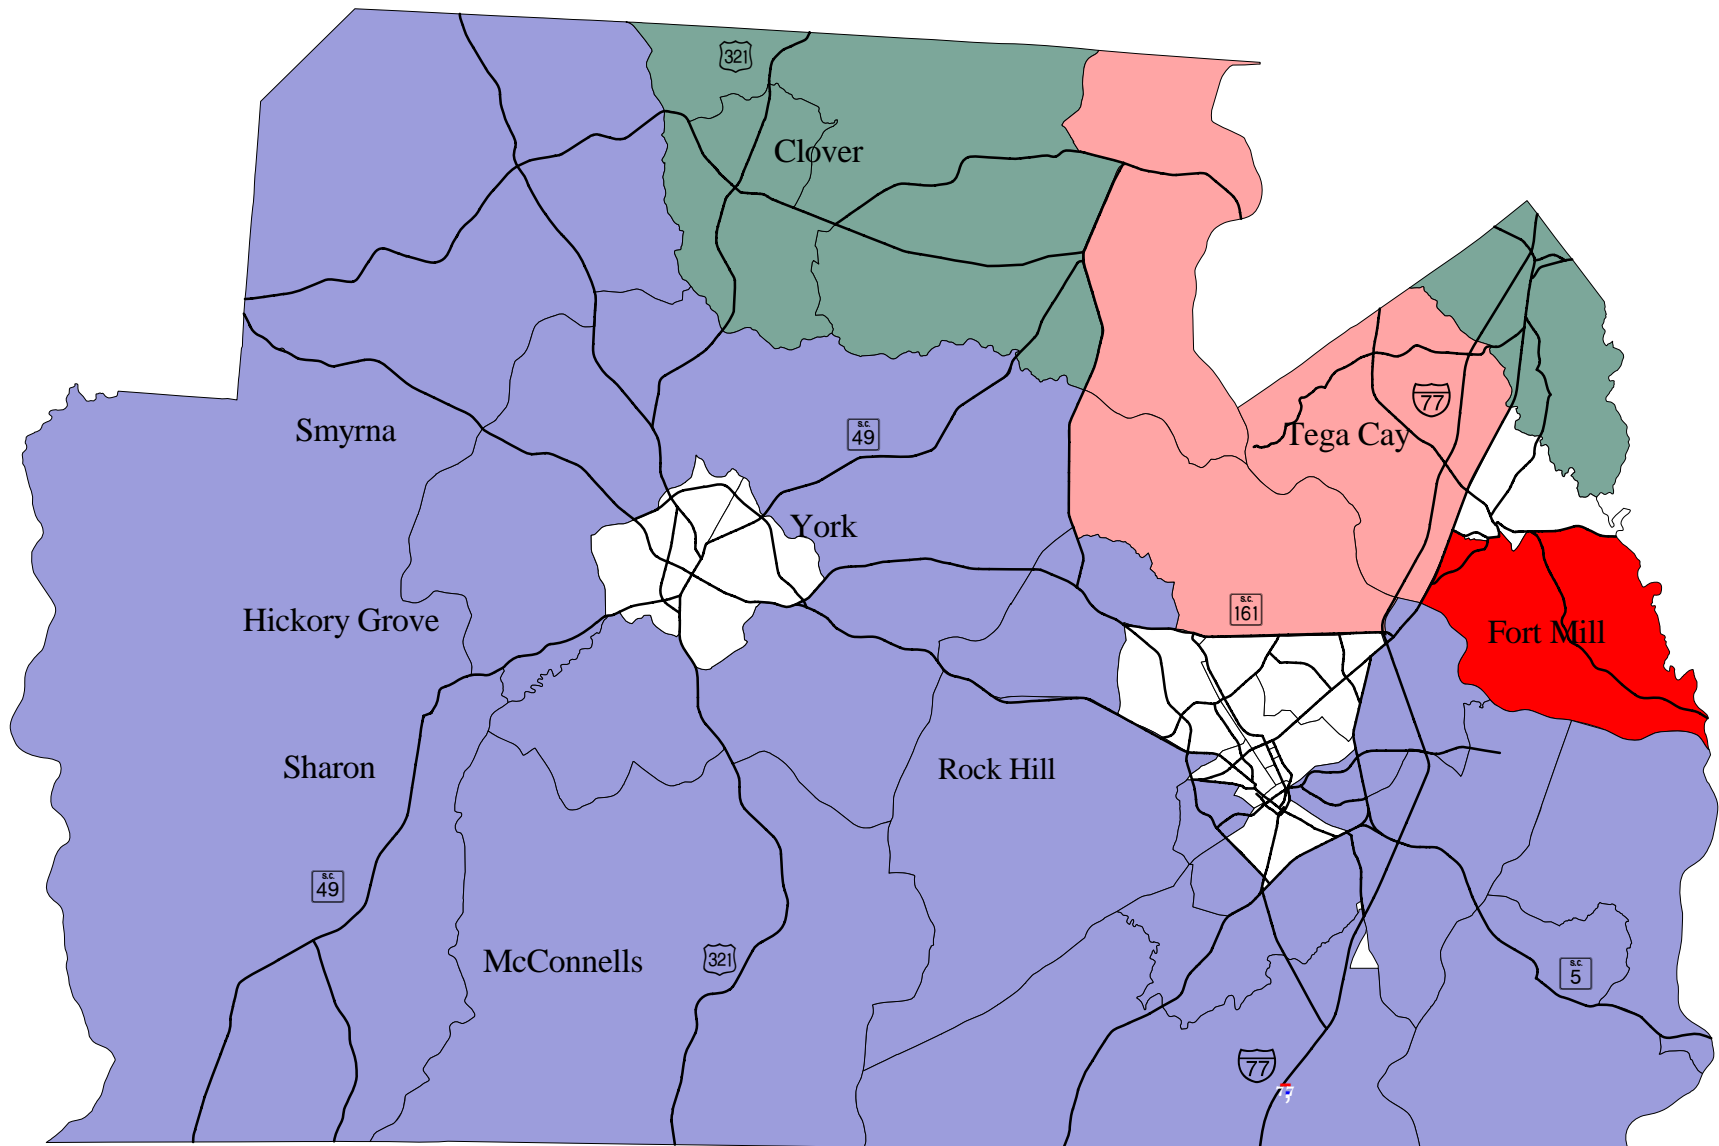 321
Clover
77
Tega Cay
Smyrna
S.C.
49
York
S.C.
161
Hickory Grove
Fort Mill
Sharon
Rock Hill
S.C.
49
McConnells
321
S.C.
5
77